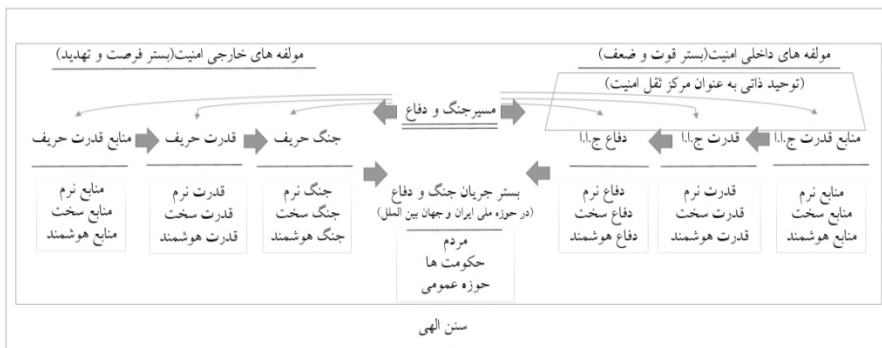 مولفه های داخلی امنیت(بستر قوت و ضعف)
مولفه های خارجی امنیت(بستر فرصت و تهدید)
(توحید ذاتی به عنوان مرکز ثقل امنیت)
مسیر جنگ و دفاع
منابع قدرت ج.ا.ا
قدرت ج.ا.ا
دفاع ج.ا.ا
جنگ حریف
قدرت حریف
منابع قدرت حریف
منابع نرم
منابع سخت
منابع هوشمند
قدرت نرم
قدرت سخت
قدرت هوشمند
دفاع نرم
دفاع سخت
دفاع هوشمند
بستر جریان جنگ و دفاع
(در حوزه ملی ایران و جهان بین الملل)
مردم
حکومت ها
حوزه عمومی
جنگ نرم
جنگ سخت
جنگ هوشمند
قدرت نرم
قدرت سخت
قدرت هوشمند
منابع نرم
منابع سخت
منابع هوشمند
سنن الهی